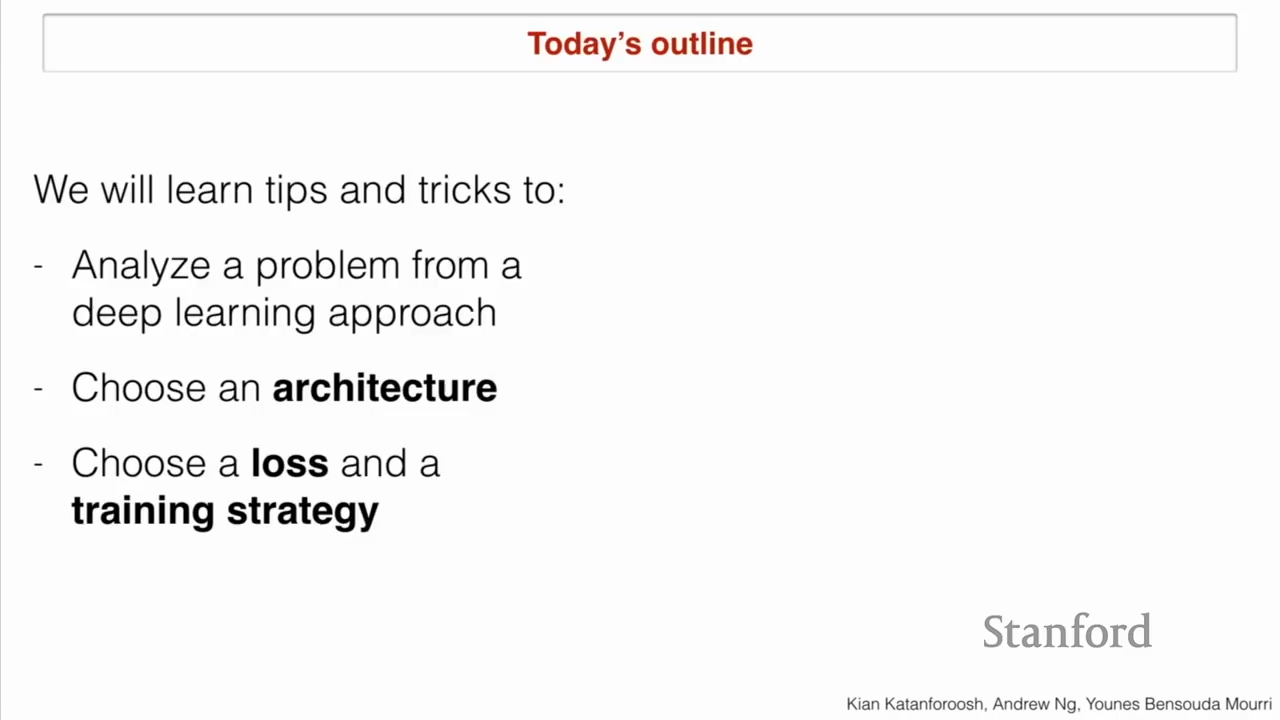 Today’s outline
We will learn tips and tricks to:
- Analyze a problem from a
deep learning approach
- Choose an architecture
- Choose a loss and a
training strategy
Stanford
Kian Katanforoosh, Andrew Ng, Younes Bensouda Mourri